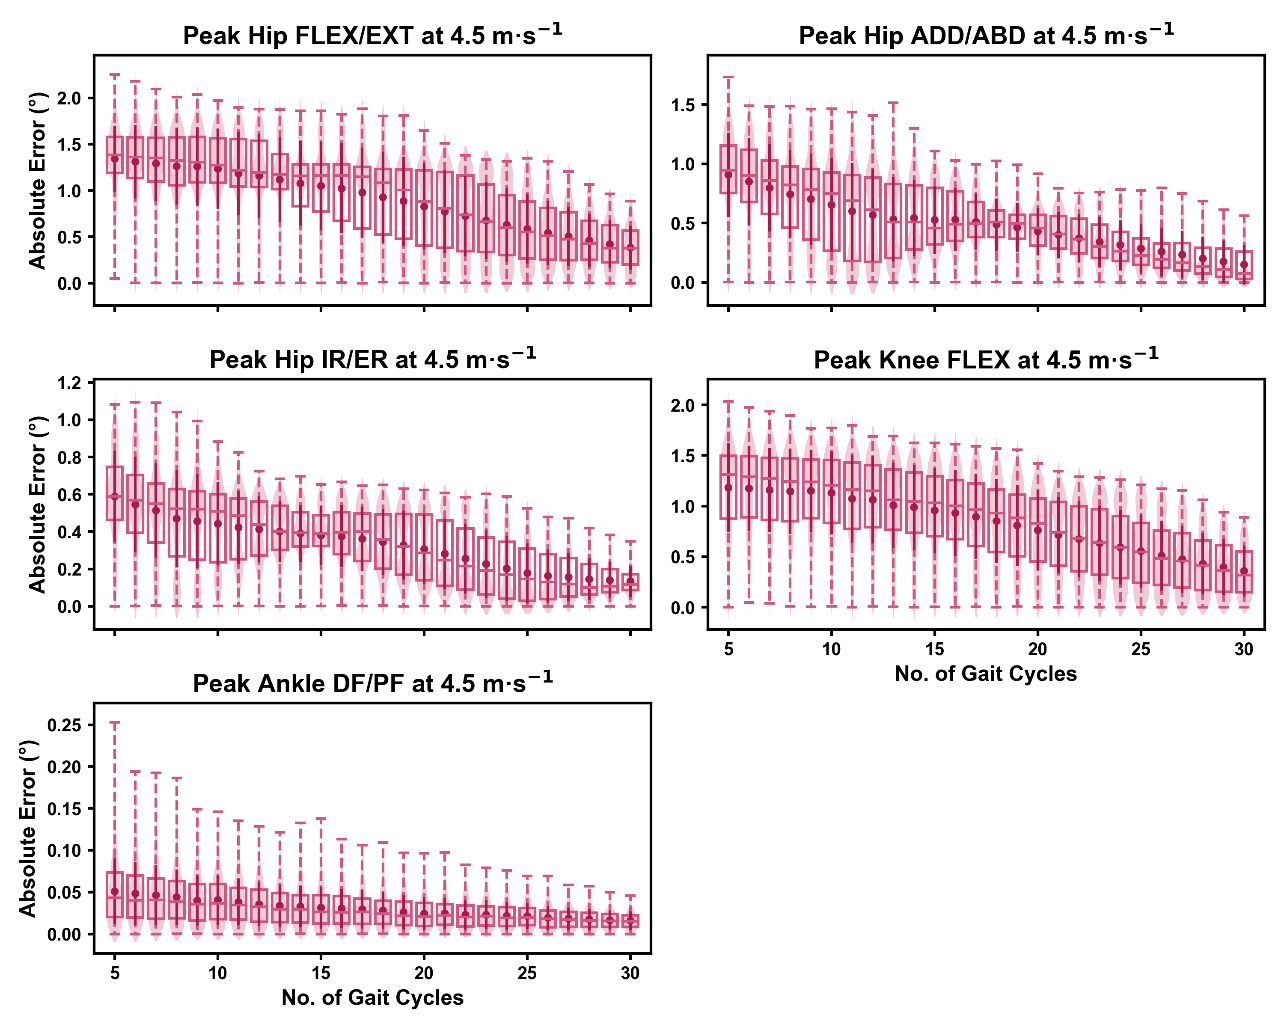 Peak Hip FLEX/EXT at 4.5 m·s⁻¹
Absolute Error (°)
2.0
1.5
1.0
0.5
0.0
Peak Hip ADD/ABD at 4.5 m·s⁻¹
1.5
1.0
0.5
0.0
Peak Hip IR/ER at 4.5 m·s⁻¹
Absolute Error (°)
1.2
1.0
0.8
0.6
0.4
0.2
0.0
Peak Knee FLEX at 4.5 m·s⁻¹
2.0
1.5
1.0
0.5
0.0
5 10 15 20 25 30
No. of Gait Cycles
Peak Ankle DF/PF at 4.5 m·s⁻¹
Absolute Error (°)
0.25
0.20
0.15
0.10
0.05
0.00
5 10 15 20 25 30
No. of Gait Cycles